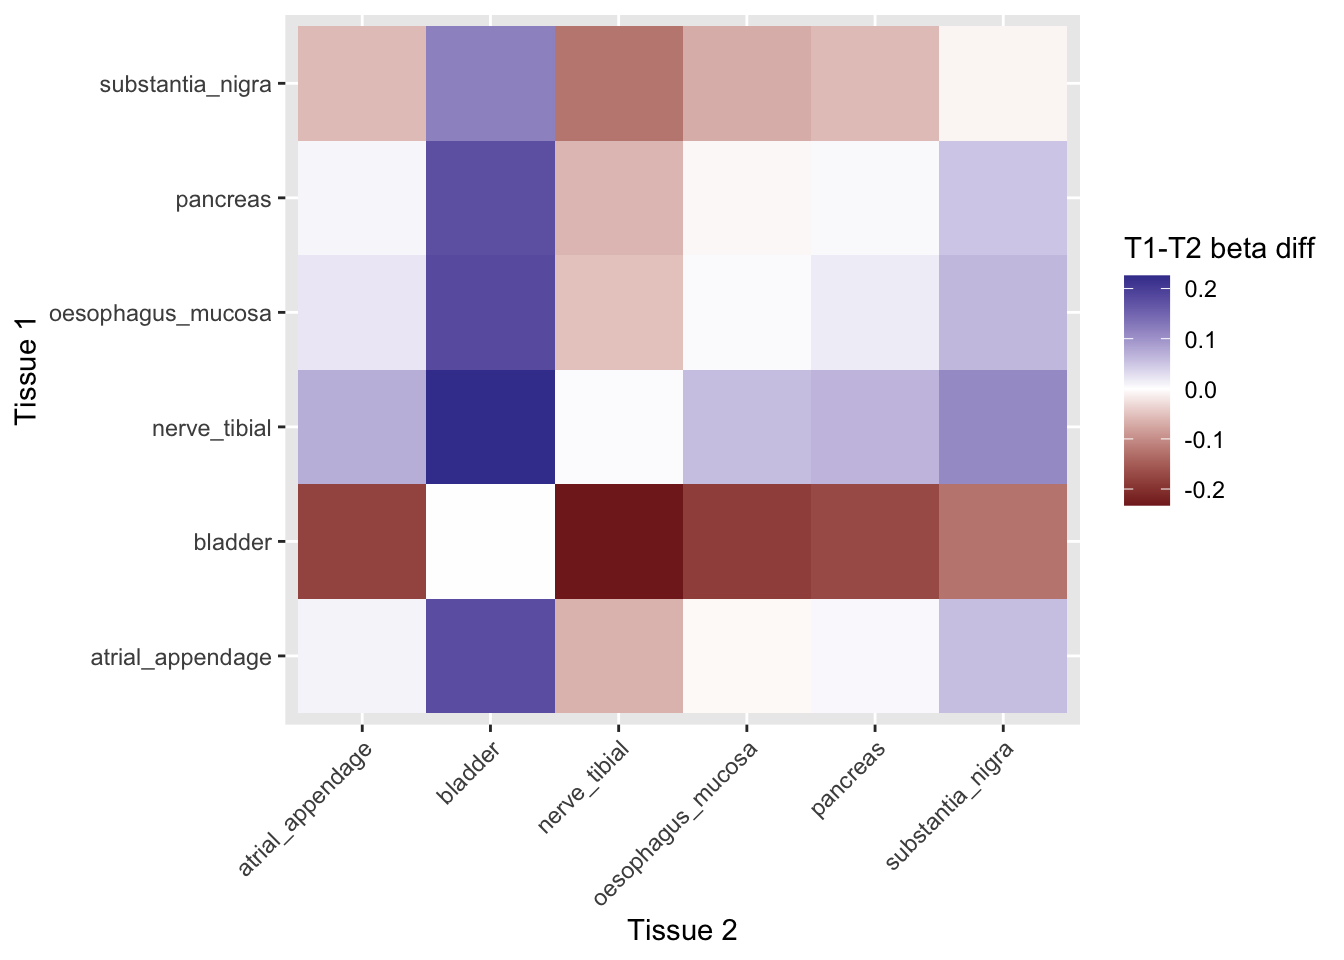 substantia_nigra
pancreas
oesophagus_mucosa
nerve_tibial
bladder
atrial_appendage
Tissue 1
atrial_appendage
bladder
nerve_tibial
oesophagus_mucosa
pancreas
substantia_nigra
Tissue 2
T1-T2 beta diff
0.2
0.1
0.0
-0.1
-0.2